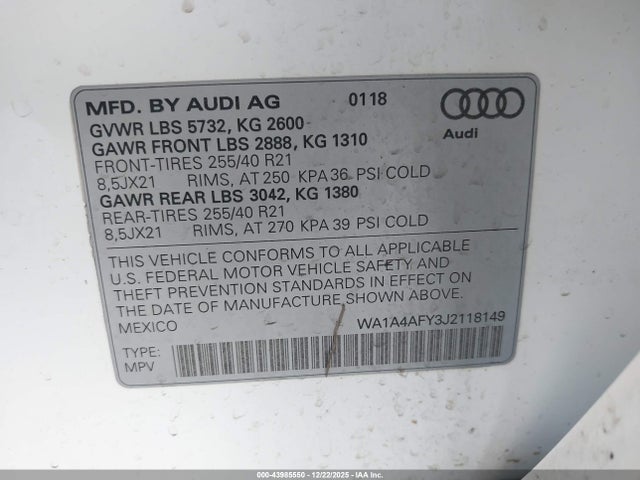 MFD. BY AUDI AG 0118
GVWR LBS 5732, KG 2600
GAWR FRONT LBS 2888, KG 1310
FRONT-TIRES 255/40 R21
8,5JX21 RIMS, AT 250 KPA 36 PSI COLD
GAWR REAR LBS 3042, KG 1380
REAR-TIRES 255/40 R21
8,5JX21 RIMS, AT 270 KPA 39 PSI COLD
Audi
THIS VEHICLE CONFORMS TO ALL APPLICABLE
U.S. FEDERAL MOTOR VEHICLE SAFETY AND
THEFT PREVENTION STANDARDS IN EFFECT ON
THE DATE OF MANUFACTURE SHOWN ABOVE.
MEXICO WA1A4AFY3J2118149
TYPE:
MPV
000-43985550 - 12/22/2025 - IAAI.COM